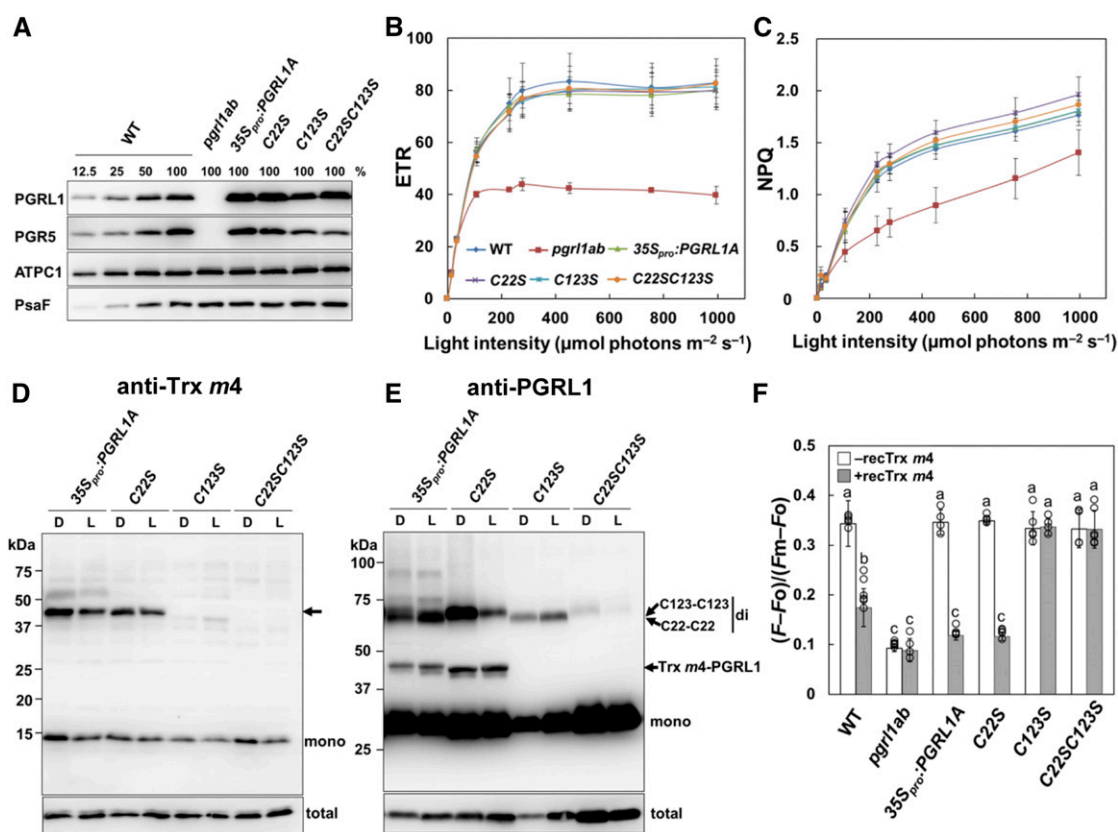 A
WT
pgrl1ab
35Spro:PGRL1A
C22S
C123S
C22SC123S
12.5 25 50 100 100 100 100 100 100 %
PGRL1
PGR5
ATPC1
PsaF
B
100
80
60
40
20
0
ETR
WT pgrl1ab 35Spro:PGRL1A
C22S C123S C22SC123S
0 200 400 600 800 1000
Light intensity (µmol photons m–2 s–1)
C
2.5
2.0
1.5
1.0
0.5
0
NPQ
0 200 400 600 800 1000
Light intensity (µmol photons m–2 s–1)
D
anti-Trx m4
35Spro:PGRL1A
C22S
C123S
C22SC123S
D L D L D L D L
kDa
75
50
37
25
20
15
mono
total
E
anti-PGRL1
35Spro:PGRL1A
C22S
C123S
C22SC123S
D L D L D L D L
kDa
100
75
50
37
25
C123-C123
C22-C22
di
Trx m4-PGRL1
mono
total
F
0.5
0.4
0.3
0.2
0.1
0
(F–Fo)/(Fm–Fo)
–recTrx m4
+recTrx m4
a b c c a c a c a a a a
WT
pgrl1ab
35Spro:PGRL1A
C22S
C123S
C22SC123S